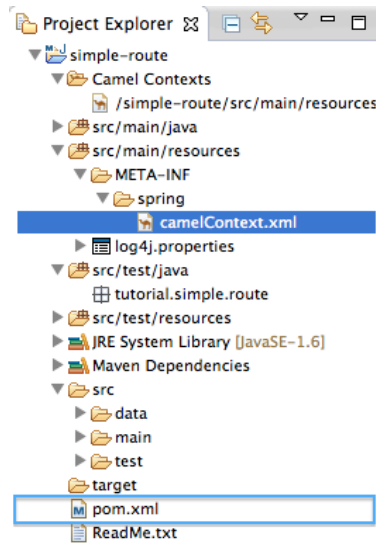 Project Explorer
simple-route
Camel Contexts
/simple-route/src/main/resources
src/main/java
src/main/resources
META-INF
spring
camelContext.xml
log4j.properties
src/test/java
tutorial.simple.route
src/test/resources
JRE System Library [JavaSE-1.6]
Maven Dependencies
src
data
main
test
target
pom.xml
ReadMe.txt